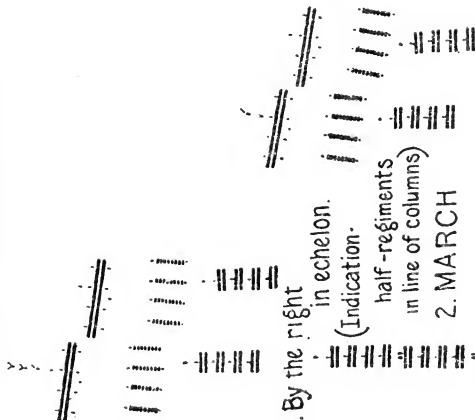 . By the right
in echelon.
(Indication.
half-regiments
in line of columns)
2. MARCH